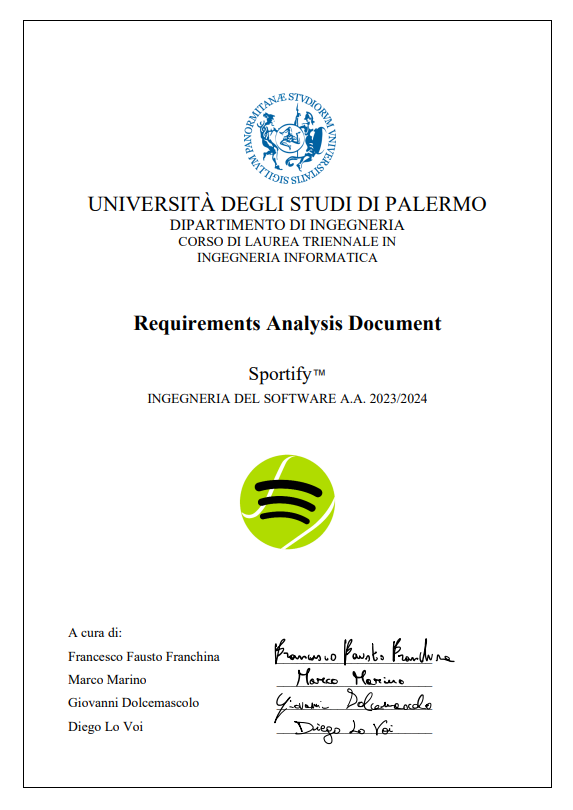 SIGILLVM PANORMITANÆ STVDIORVM VNIVERSITATIS
UNIVERSITÀ DEGLI STUDI DI PALERMO
DIPARTIMENTO DI INGEGNERIA
CORSO DI LAUREA TRIENNALE IN
INGEGNERIA INFORMATICA
Requirements Analysis Document
Sportify™
INGEGNERIA DEL SOFTWARE A.A. 2023/2024
A cura di:
Francesco Fausto Franchina Francesco Fausto Franchina
Marco Marino Marco Marino
Giovanni Dolcemascolo Giovanni Dolcemascolo
Diego Lo Voi Diego Lo Voi